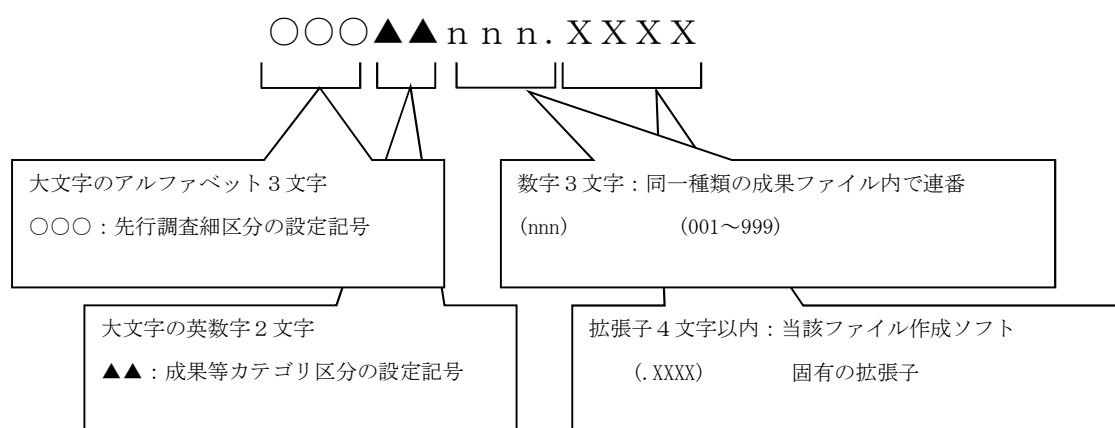 ○○○▲▲ｎｎｎ.ＸＸＸＸ
大文字のアルファベット３文字
○○○：先行調査細区分の設定記号
数字３文字：同一種類の成果ファイル内で連番
(nnn) (001～999)
大文字の英数字２文字
▲▲：成果等カテゴリ区分の設定記号
拡張子４文字以内：当該ファイル作成ソフト
(.XXXX) 固有の拡張子